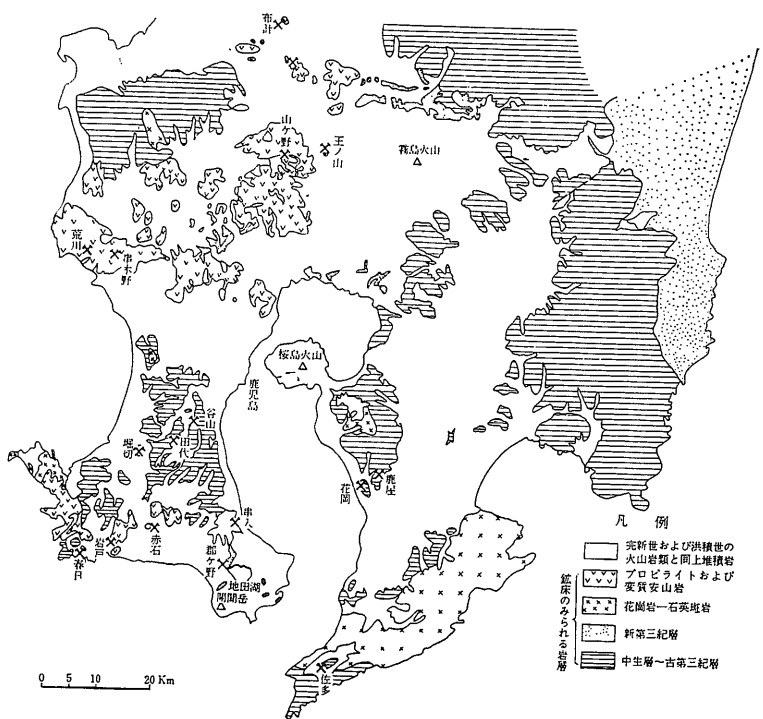 布計
山ケ野
王ノ山
霧島火山
荒川
串木野
桜島火山
鹿児島
谷山
田代
堀切
鹿屋
花岡
赤石
岩戸
春日
郡ケ野
地田湖
開聞岳
佐多
0 5 10 20 Km
凡例
完新世および洪積世の
火山岩類と同上堆積岩
鉱床のみられる岩層
プロピライトおよび
変質安山岩
花崗岩一石英斑岩
新第三紀層
中生層～古第三紀層